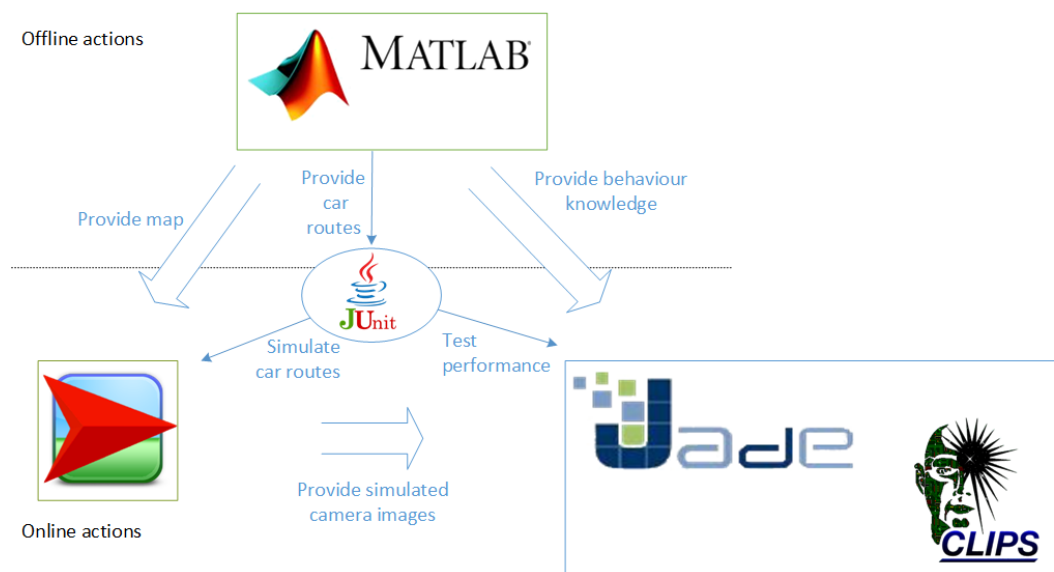 Offline actions
MATLAB®
Provide
car
routes
Provide behaviour
knowledge
Provide map
JUnit
Simulate
car routes
Test
performance
Jade
Provide simulated
camera images
Online actions
CLIPS